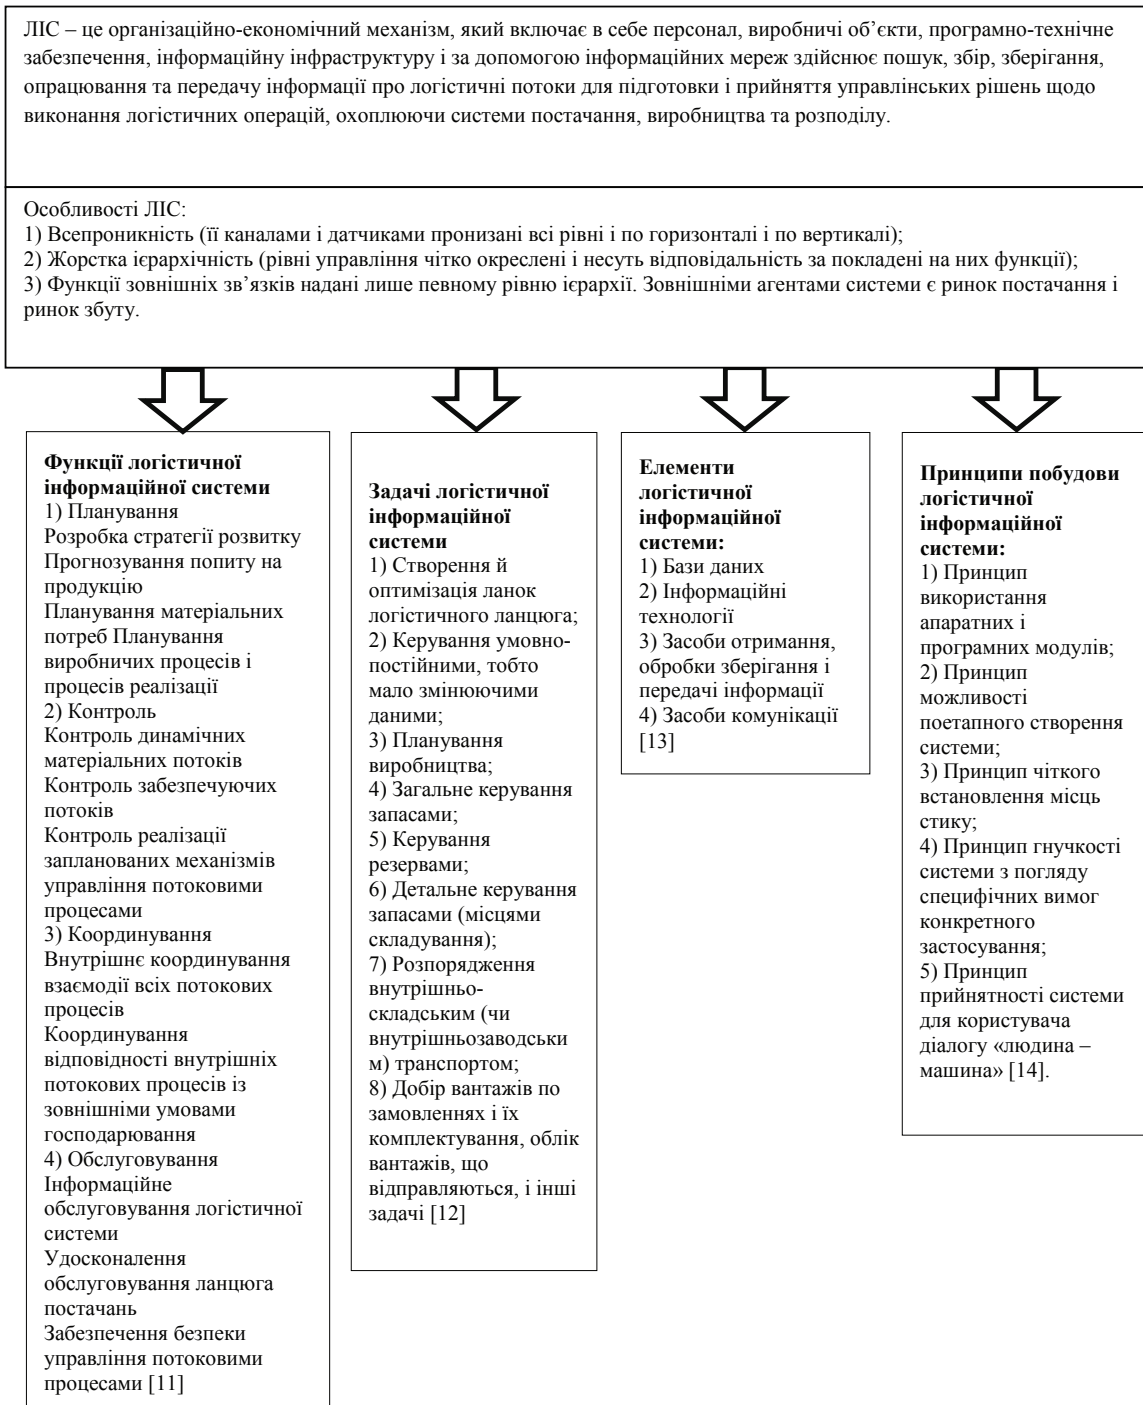 ЛІС – це організаційно-економічний механізм, який включає в себе персонал, виробничі об’єкти, програмно-технічне
забезпечення, інформаційну інфраструктуру і за допомогою інформаційних мереж здійснює пошук, збір, зберігання,
опрацювання та передачу інформації про логістичні потоки для підготовки і прийняття управлінських рішень щодо
виконання логістичних операцій, охоплюючи системи постачання, виробництва та розподілу.
Особливості ЛІС:
1) Всепроникність (її каналами і датчиками пронизані всі рівні і по горизонталі і по вертикалі);
2) Жорстка ієрархічність (рівні управління чітко окреслені і несуть відповідальність за покладені на них функції);
3) Функції зовнішніх зв’язків надані лише певному рівню ієрархії. Зовнішніми агентами системи є ринок постачання і
ринок збуту.
Функції логістичної
інформаційної системи
1) Планування
Розробка стратегії розвитку
Прогнозування попиту на
продукцію
Планування матеріальних
потреб Планування
виробничих процесів і
процесів реалізації
2) Контроль
Контроль динамічних
матеріальних потоків
Контроль забезпечуючих
потоків
Контроль реалізації
запланованих механізмів
управління потоковими
процесами
3) Координування
Внутрішнє координування
взаємодії всіх потокових
процесів
Координування
відповідності внутрішніх
потокових процесів із
зовнішніми умовами
господарювання
4) Обслуговування
Інформаційне
обслуговування логістичної
системи
Удосконалення
обслуговування ланцюга
постачань
Забезпечення безпеки
управління потоковими
процесами [11]
Задачі логістичної
інформаційної
системи
1) Створення й
оптимізація ланок
логістичного ланцюга;
2) Керування умовно-
постійними, тобто
мало змінюючими
даними;
3) Планування
виробництва;
4) Загальне керування
запасами;
5) Керування
резервами;
6) Детальне керування
запасами (місцями
складування);
7) Розпорядження
внутрішньо-
складським (чи
внутрішньозаводськи
м) транспортом;
8) Добір вантажів по
замовленнях і їх
комплектування, облік
вантажів, що
відправляються, і інші
задачі [12]
Елементи
логістичної
інформаційної
системи:
1) Бази даних
2) Інформаційні
технології
3) Засоби отримання,
обробки зберігання і
передачі інформації
4) Засоби комунікації
[13]
Принципи побудови
логістичної
інформаційної
системи:
1) Принцип
використання
апаратних і
програмних модулів;
2) Принцип
можливості
поетапного створення
системи;
3) Принцип чіткого
встановлення місць
стику;
4) Принцип гнучкості
системи з погляду
специфічних вимог
конкретного
застосування;
5) Принцип
прийнятності системи
для користувача
діалогу «людина –
машина» [14].